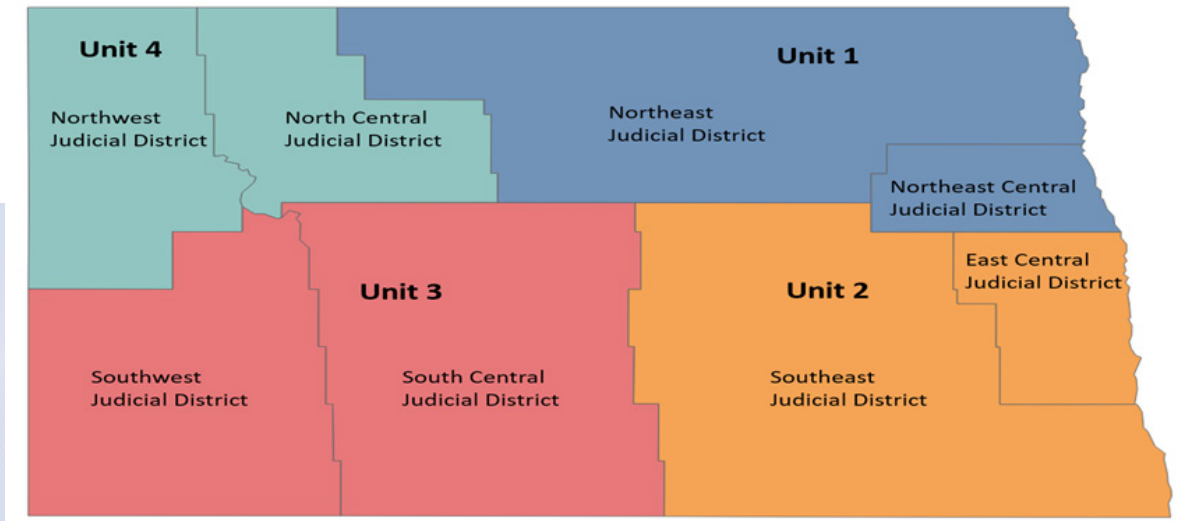 Unit 4
Unit 1
Northwest
Judicial District
North Central
Judicial District
Northeast
Judicial District
Northeast Central
Judicial District
East Central
Judicial District
Unit 3
Unit 2
Southwest
Judicial District
South Central
Judicial District
Southeast
Judicial District